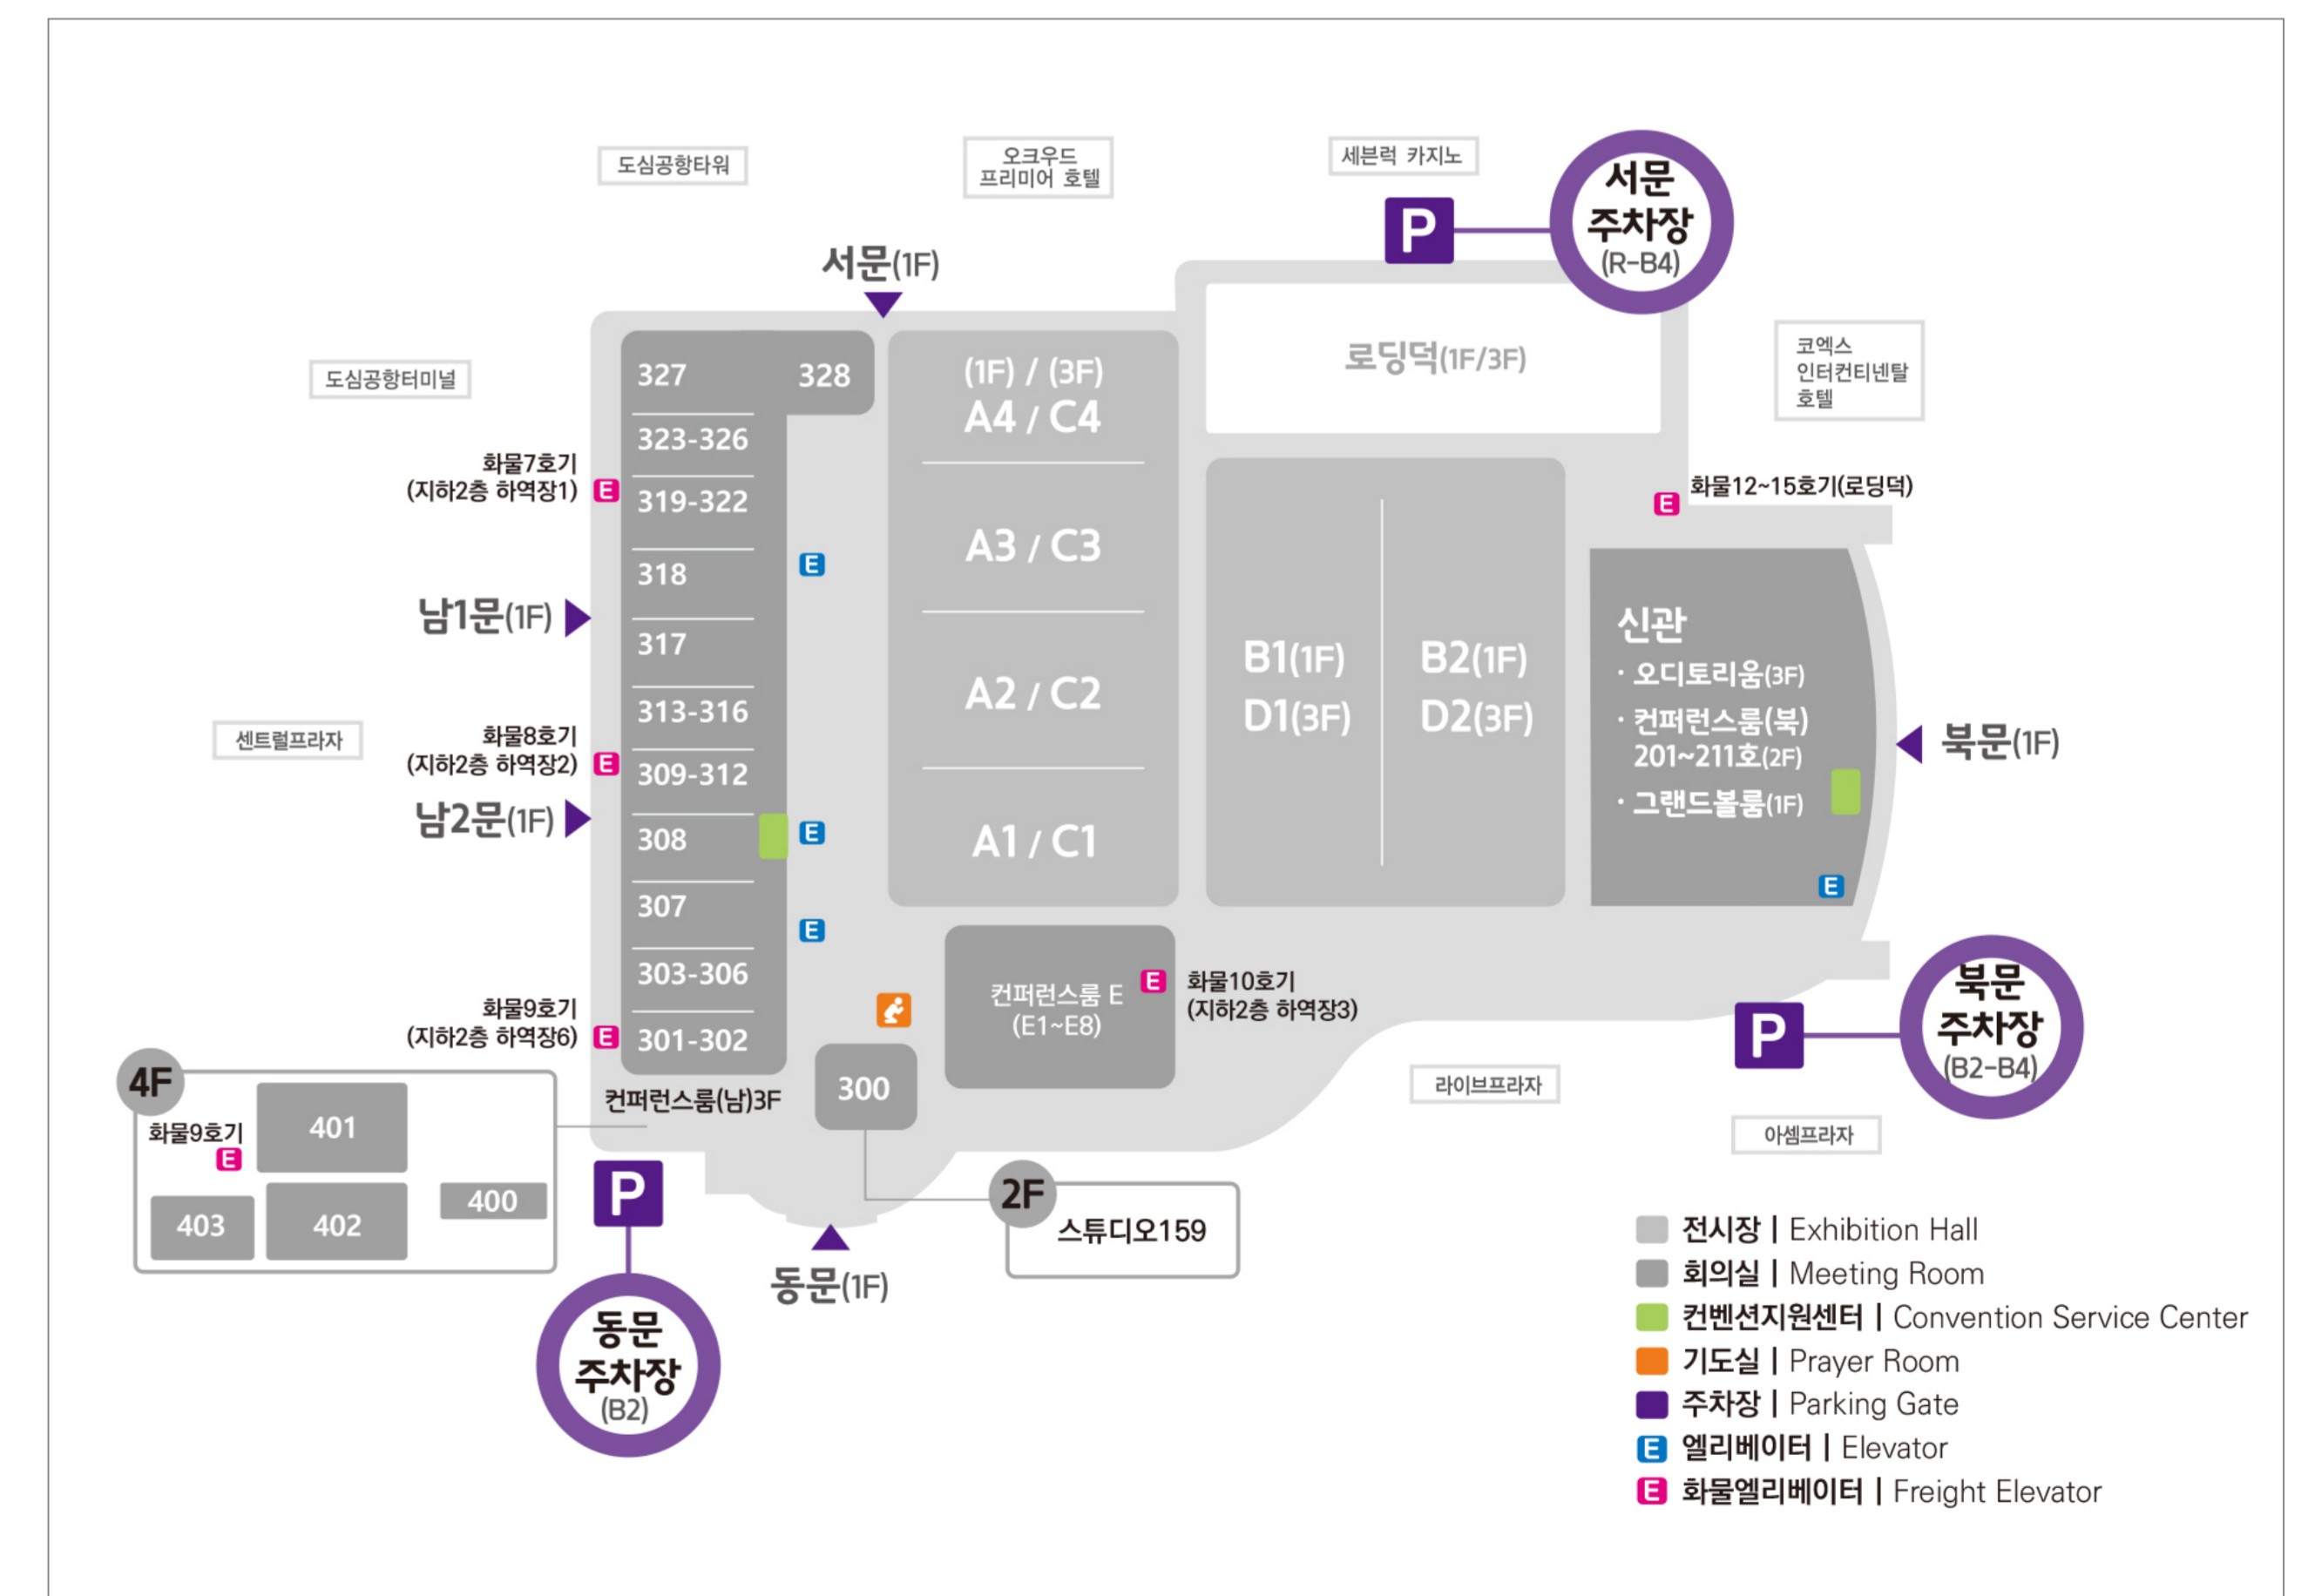 도심공항타워
오크우드
프리미어 호텔
세븐럭 카지노
P
서문
주차장
(R-B4)
서문(1F)
도심공항터미널
327
328
(1F) / (3F)
A4 / C4
로딩덕(1F/3F)
코엑스
인터컨티넨탈
호텔
323-326
화물7호기
(지하2층 하역장1)
E
319-322
E
화물12~15호기(로딩덕)
A3 / C3
318
E
남1문(1F)
317
신관
· 오디토리움(3F)
· 컨퍼런스룸(북)
201~211호(2F)
· 그랜드볼룸(1F)
B1(1F)
D1(3F)
B2(1F)
D2(3F)
A2 / C2
313-316
센트럴프라자
화물8호기
(지하2층 하역장2)
E
309-312
북문(1F)
남2문(1F)
308
E
A1 / C1
E
307
E
303-306
컨퍼런스룸 E
(E1~E8)
E
화물10호기
(지하2층 하역장3)
화물9호기
(지하2층 하역장6)
E
301-302
P
북문
주차장
(B2-B4)
컨퍼런스룸(남)3F
300
라이브프라자
아셈프라자
4F
화물9호기
E
401
403
402
400
P
2F
스튜디오159
동문(1F)
동문
주차장
(B2)
전시장 | Exhibition Hall
회의실 | Meeting Room
컨벤션지원센터 | Convention Service Center
기도실 | Prayer Room
주차장 | Parking Gate
E 엘리베이터 | Elevator
E 화물엘리베이터 | Freight Elevator